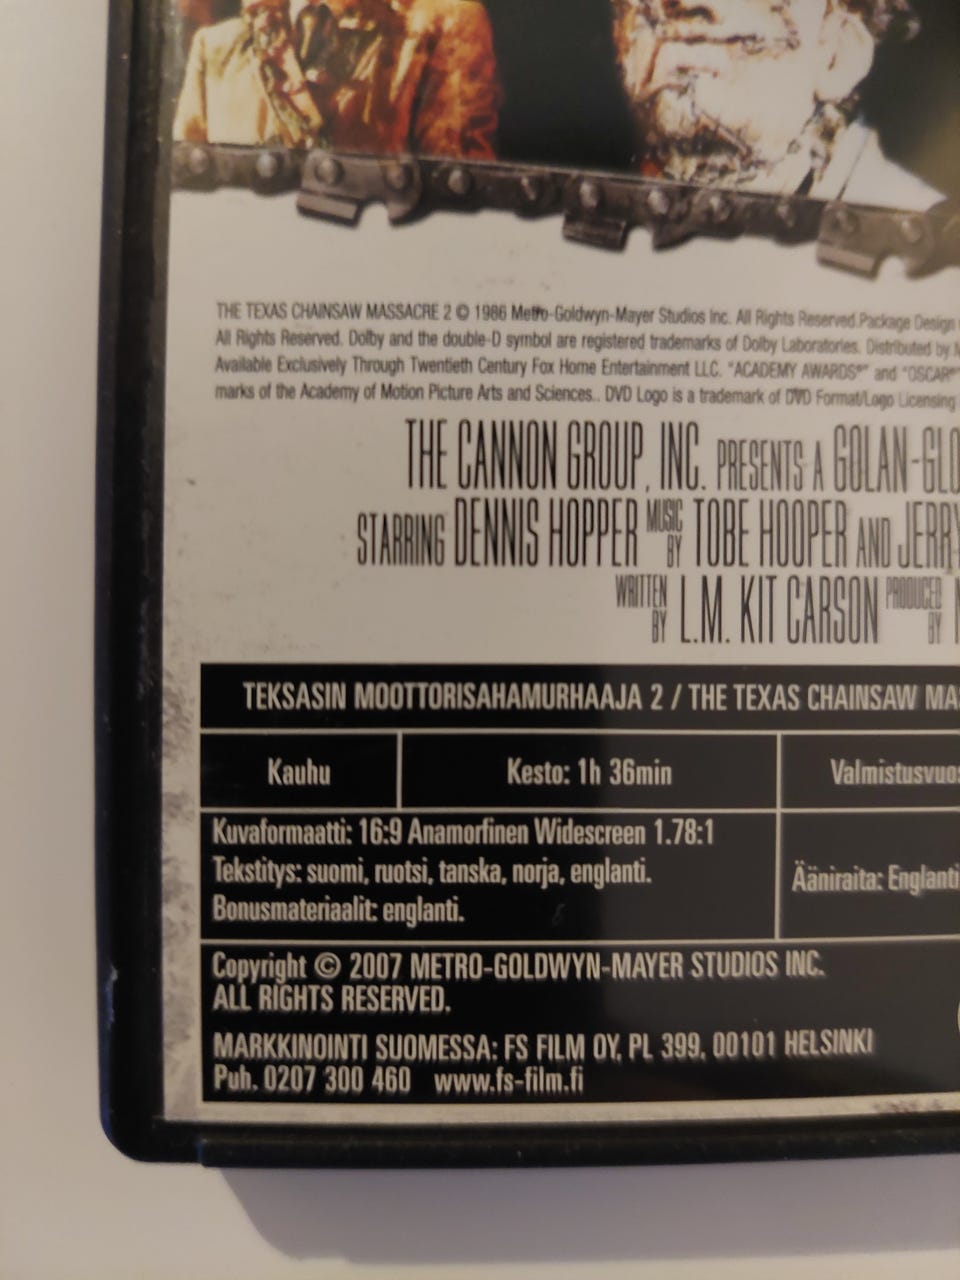 THE TEXAS CHAINSAW MASSACRE 2 © 1986 Metro-Goldwyn-Mayer Studios Inc. All Rights Reserved.Package Design
All Rights Reserved. Dolby and the double-D symbol are registered trademarks of Dolby Laboratories. Distributed by
Available Exclusively Through Twentieth Century Fox Home Entertainment LLC. "ACADEMY AWARDS®" and "OSCAR®"
marks of the Academy of Motion Picture Arts and Sciences.. DVD Logo is a trademark of DVD Format/Logo Licensing
THE CANNON GROUP, INC. PRESENTS A GOLAN-GLO
STARRING DENNIS HOPPER MUSIC BY TOBE HOOPER AND JERRY
WRITTEN BY L.M. KIT CARSON PRODUCED BY
TEKSASIN MOOTTORISAHAMURHAAJA 2 / THE TEXAS CHAINSAW MA
Kauhu Kesto: 1h 36min Valmistusvuos
Kuvaformaatti: 16:9 Anamorfinen Widescreen 1.78:1
Tekstitys: suomi, ruotsi, tanska, norja, englanti.
Bonusmateriaalit: englanti.
Ääniraita: Englanti
Copyright © 2007 METRO-GOLDWYN-MAYER STUDIOS INC.
ALL RIGHTS RESERVED.
MARKKINOINTI SUOMESSA: FS FILM OY, PL 399, 00101 HELSINKI
Puh. 0207 300 460 www.fs-film.fi